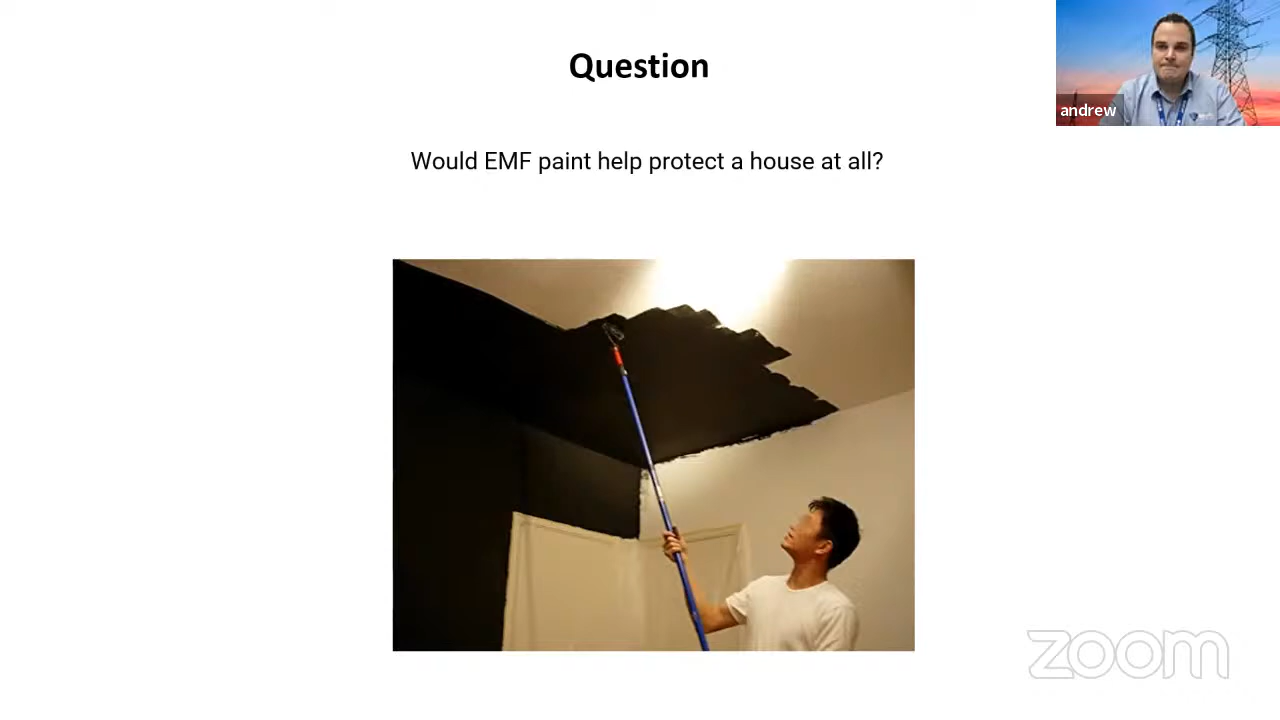 Question
andrew
Would EMF paint help protect a house at all?
zoom